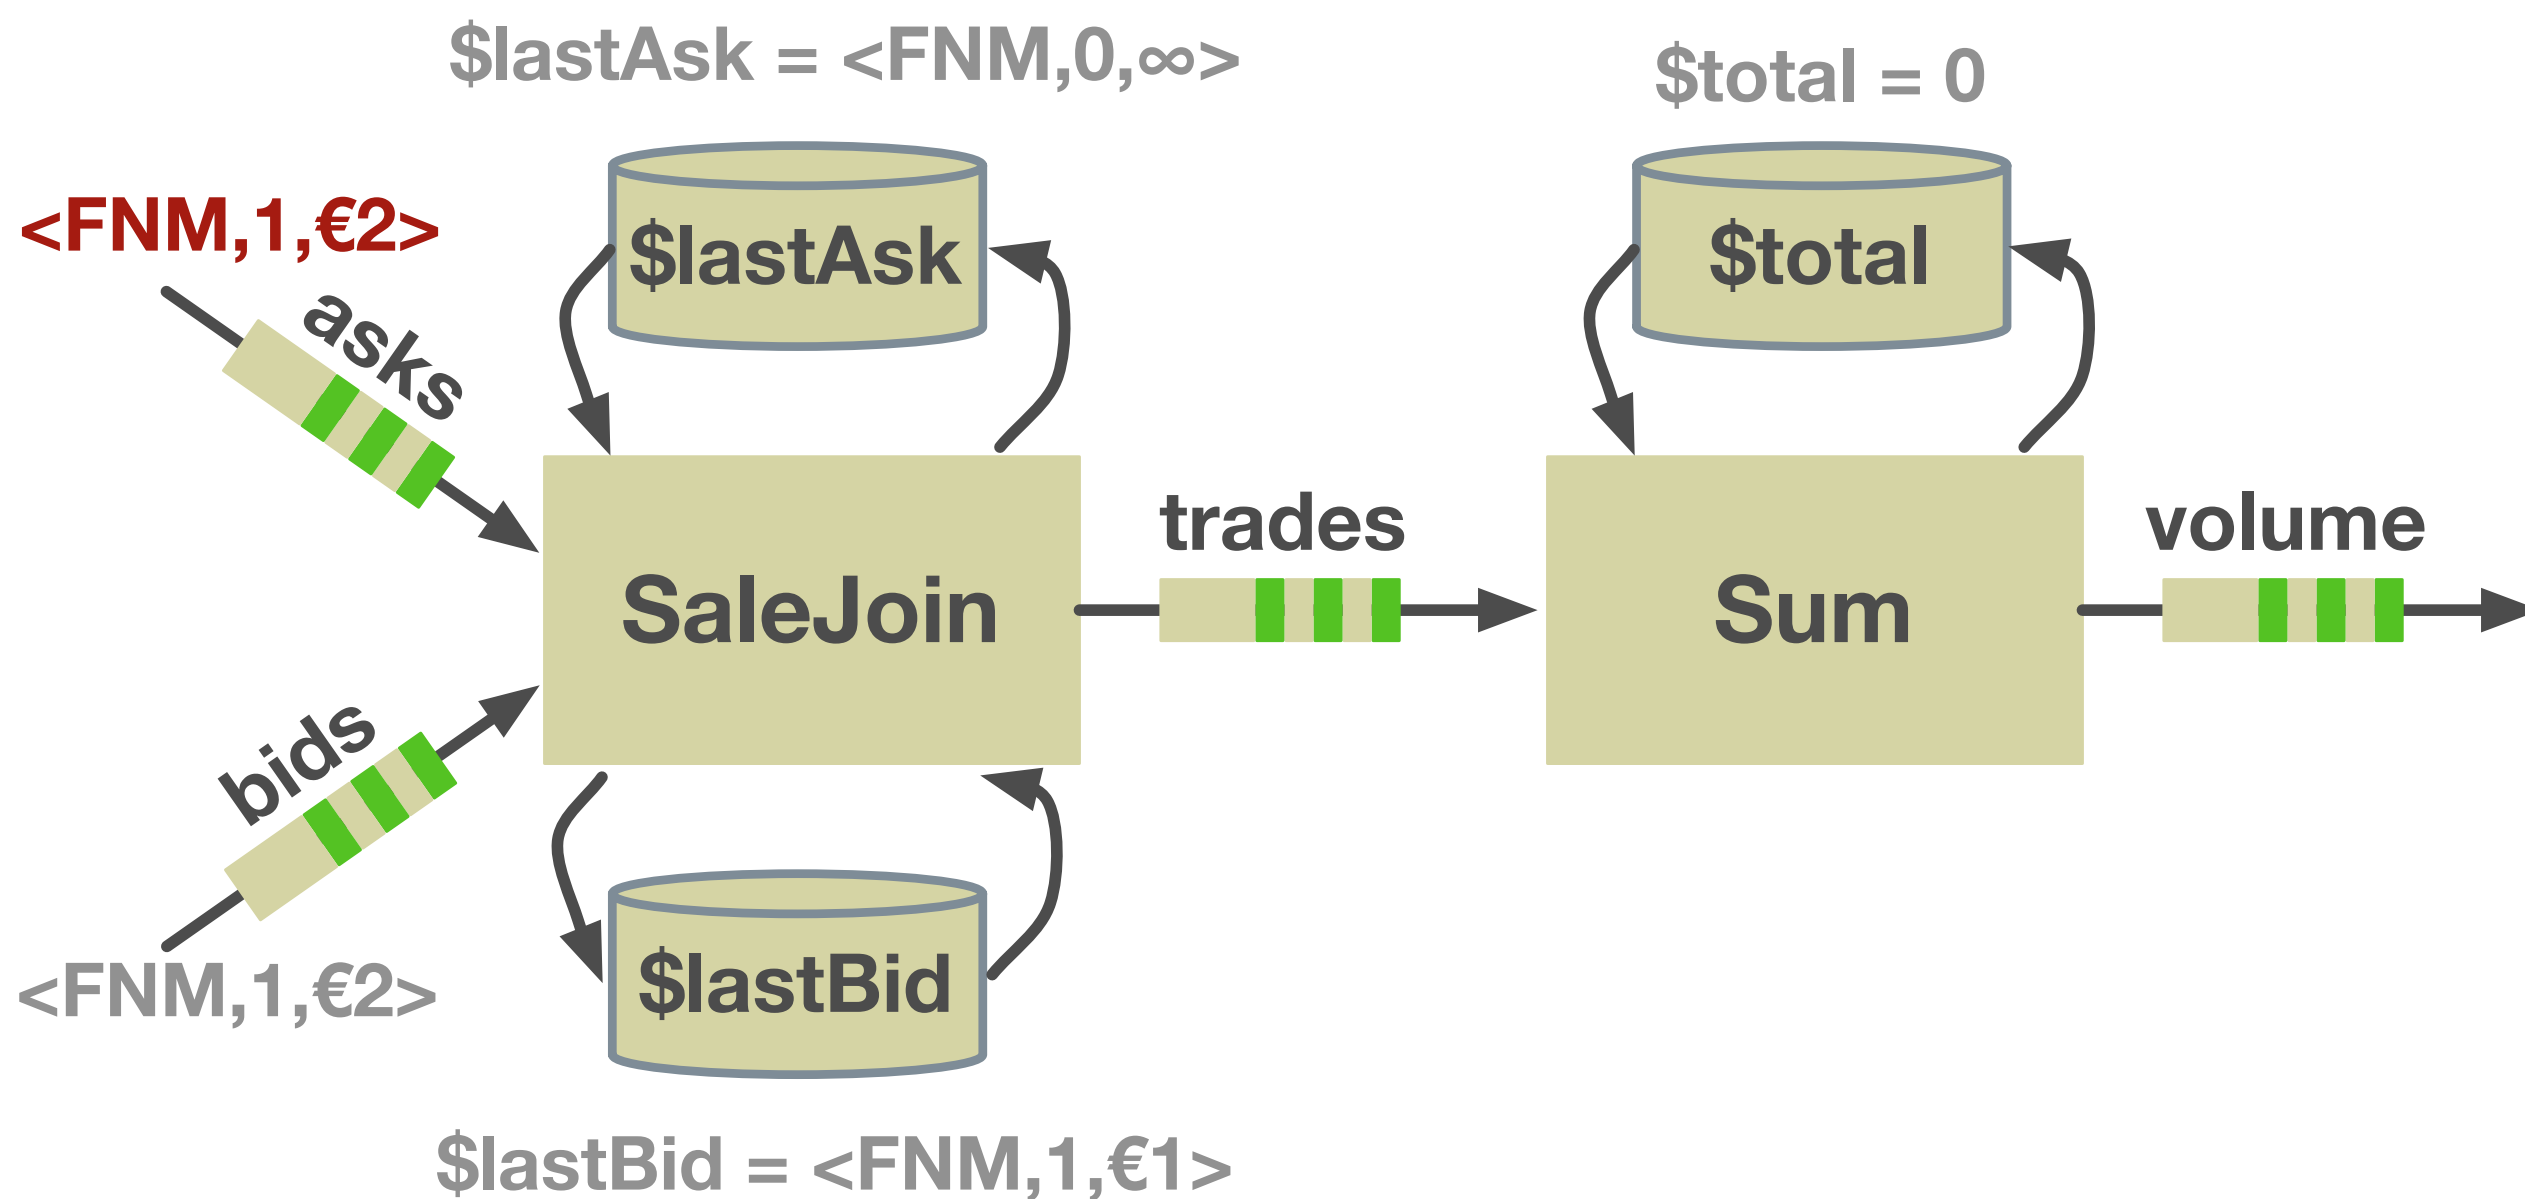 $lastAsk = <FNM,0,∞>
$total = 0
<FNM,1,€2>
$lastAsk
$total
asks
trades
volume
SaleJoin
Sum
bids
<FNM,1,€2>
$lastBid
$lastBid = <FNM,1,€1>